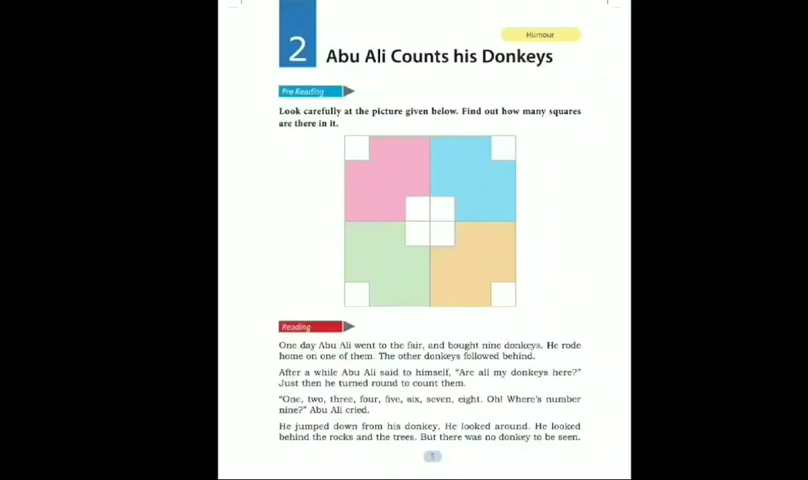 2
Humour
Abu Ali Counts his Donkeys
Pre Reading
Look carefully at the picture given below. Find out how many squares
are there in it.
Reading
One day Abu Ali went to the fair, and bought nine donkeys. He rode
home on one of them. The other donkeys followed behind.
After a while Abu Ali said to himself, “Are all my donkeys here?”
Just then he turned round to count them.
“One, two, three, four, five, six, seven, eight. Oh! Where’s number
nine?” Abu Ali cried.
He jumped down from his donkey. He looked around. He looked
behind the rocks and the trees. But there was no donkey to be seen.
5